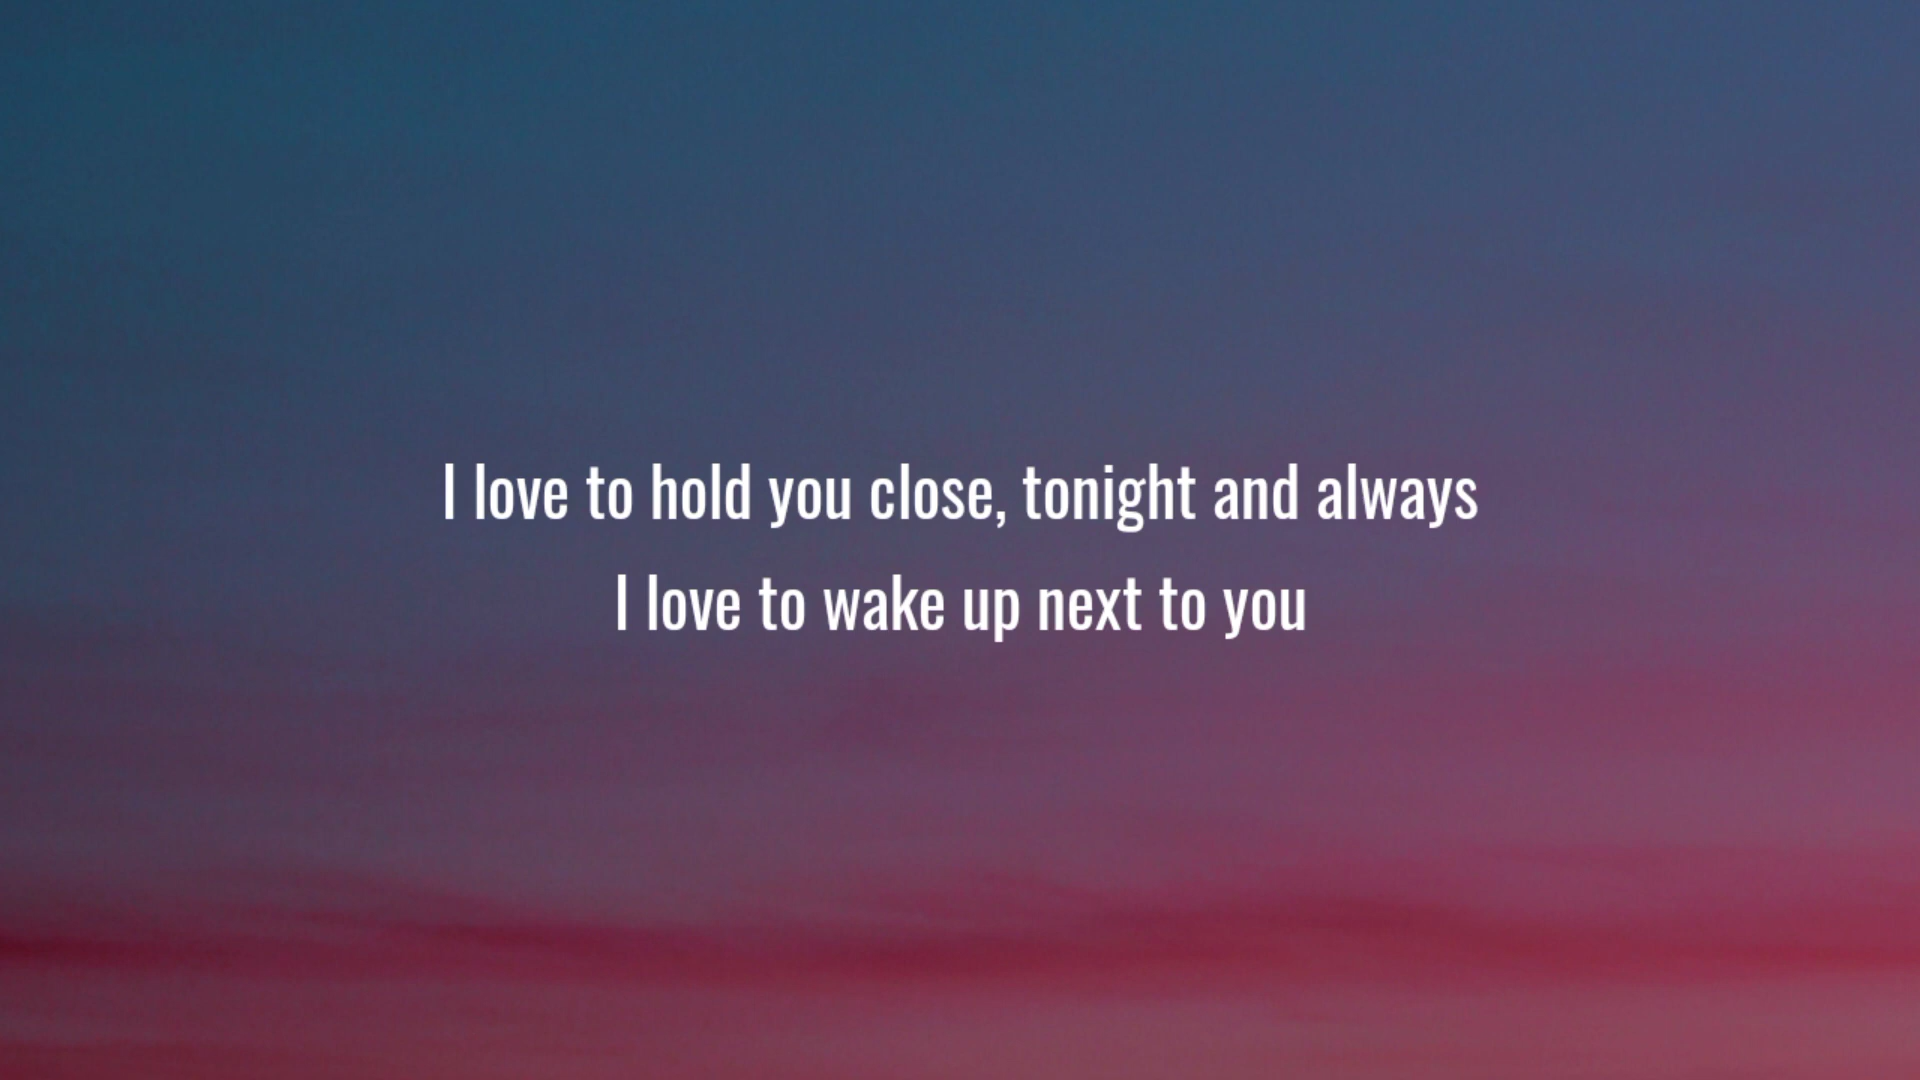 I love to hold you close, tonight and always
I love to wake up next to you